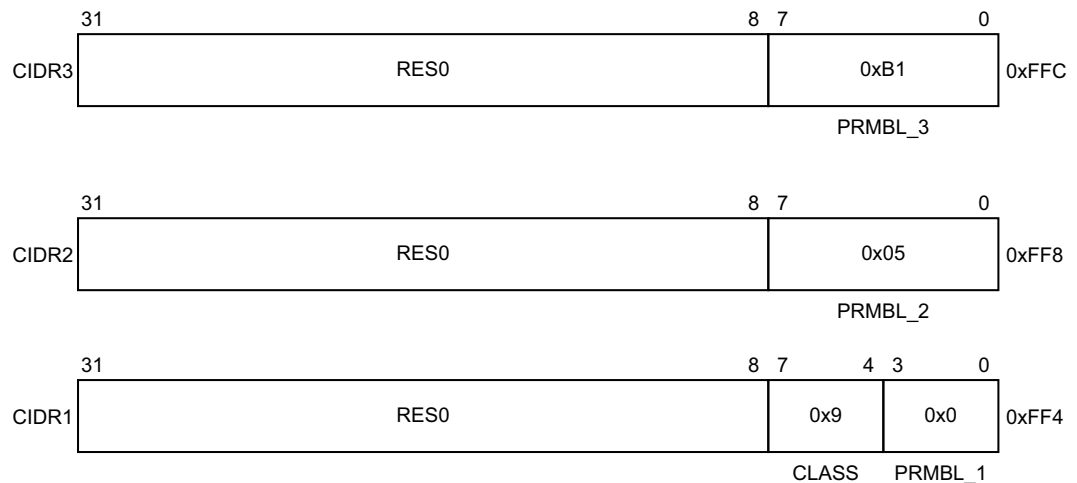 31 8 7 0
CIDR3 RES0 0xB1 0xFFC
PRMBL_3
31 8 7 0
CIDR2 RES0 0x05 0xFF8
PRMBL_2
31 8 7 4 3 0
CIDR1 RES0 0x9 0x0 0xFF4
CLASS PRMBL_1